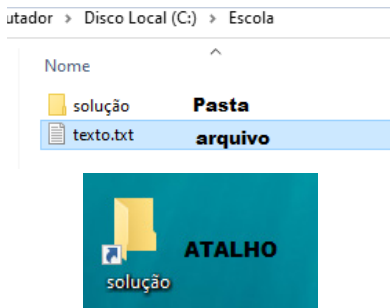 utador > Disco Local (C:) > Escola
Nome
solução Pasta
texto.txt arquivo
ATALHO
solução